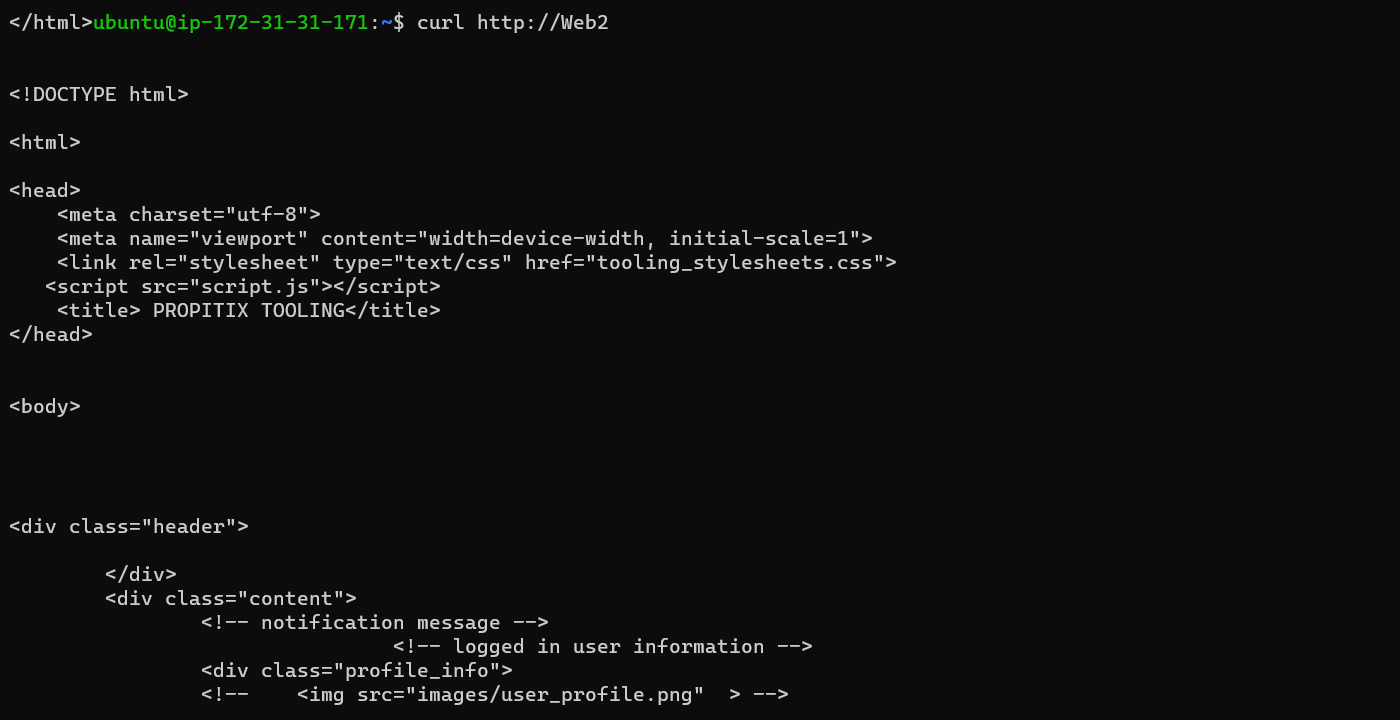 </html>ubuntu@ip-172-31-31-171:~$ curl http://Web2
<!DOCTYPE html>
<html>
<head>
    <meta charset="utf-8">
    <meta name="viewport" content="width=device-width, initial-scale=1">
    <link rel="stylesheet" type="text/css" href="tooling_stylesheets.css">
   <script src="script.js"></script>
    <title> PROPITIX TOOLING</title>
</head>
<body>
<div class="header">
        </div>
        <div class="content">
                <!-- notification message -->
                                <!-- logged in user information -->
                <div class="profile_info">
                <!--    <img src="images/user_profile.png"  > -->